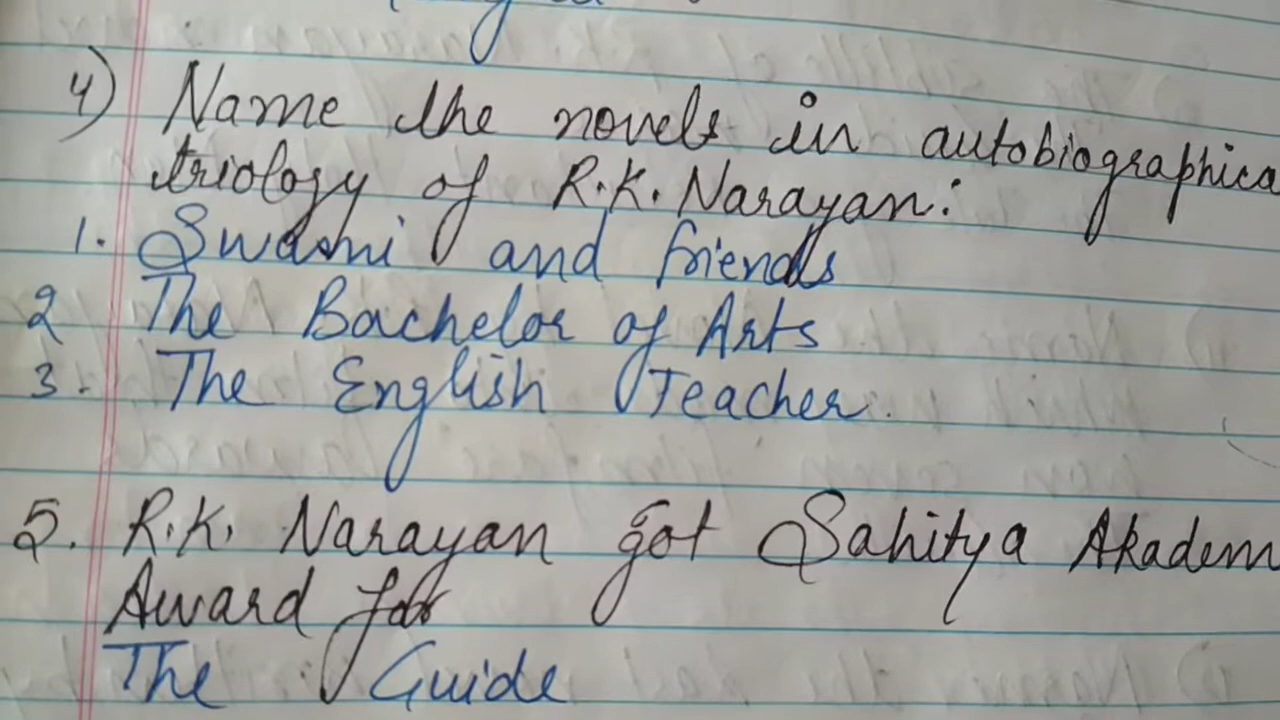 4) Name the novels in autobiographica
triology of R.K. Narayan:
1. Swami and friends
2 The Bachelor of Arts
3. The English Teacher.
5. R.K. Narayan got Sahitya Akadem
Award for
The Guide